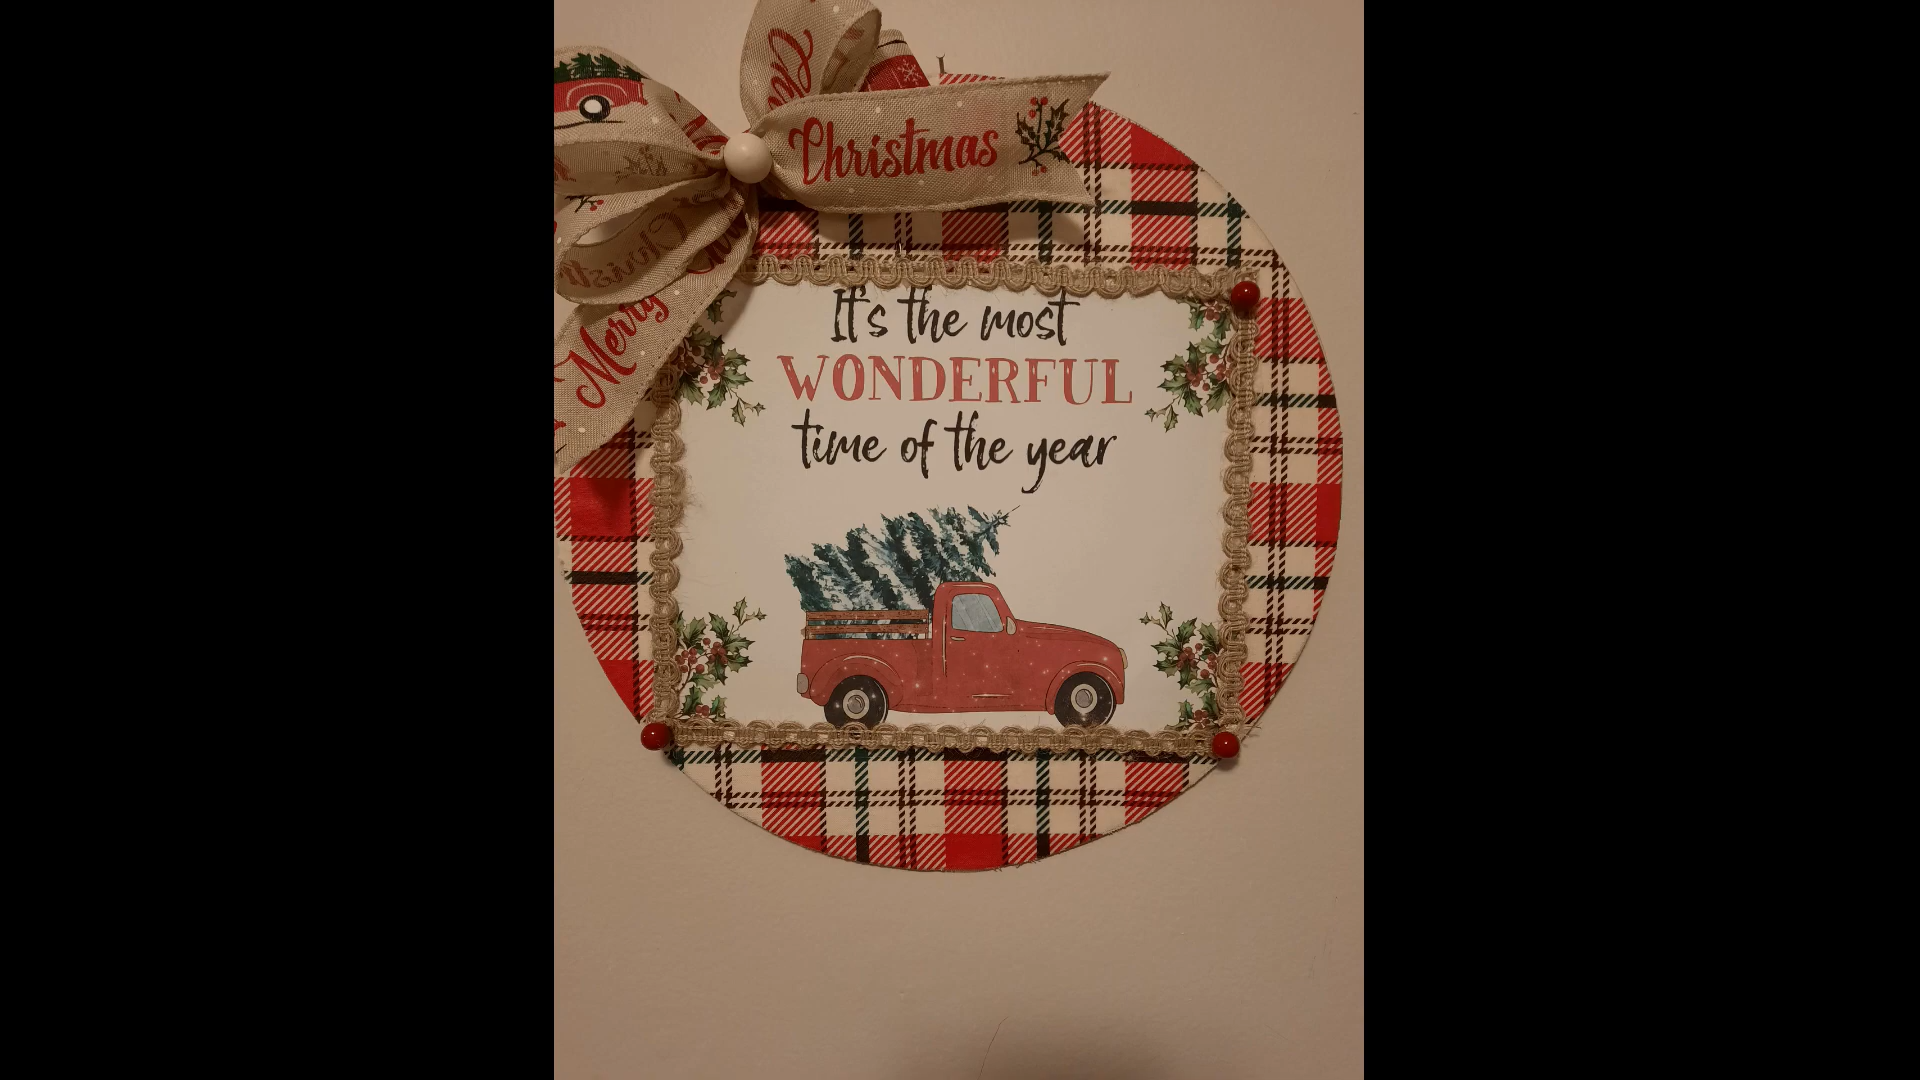 Christmas
Merry
It's the most
WONDERFUL
time of the year